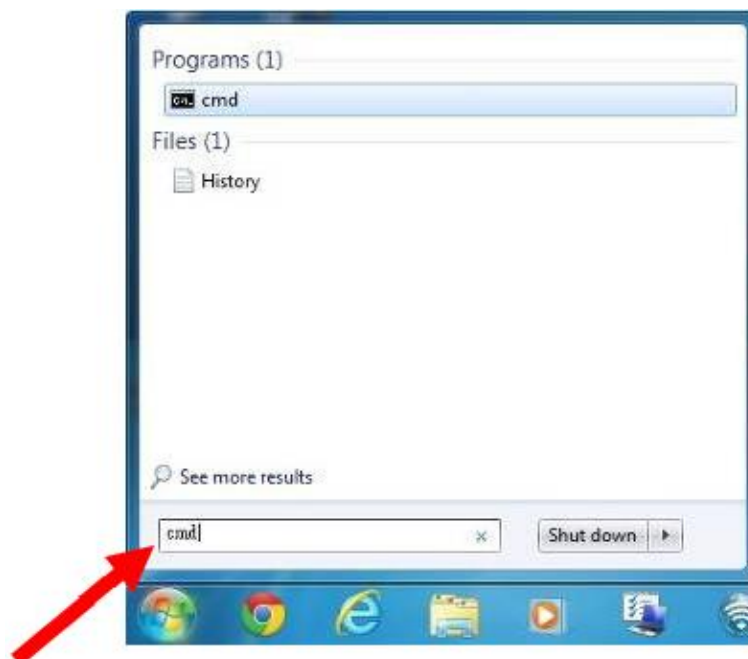 Programs (1)
cmd
Files (1)
History
See more results
cmd
Shut down